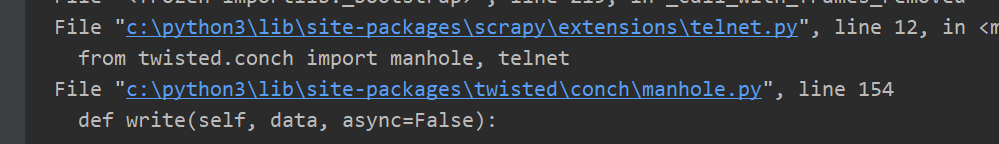 File "<frozen importlib._bootstrap>", line 219, in _call_with_frames_removed
File "c:\python3\lib\site-packages\scrapy\extensions\telnet.py", line 12, in <m
from twisted.conch import manhole, telnet
File "c:\python3\lib\site-packages\twisted\conch\manhole.py", line 154
def write(self, data, async=False):